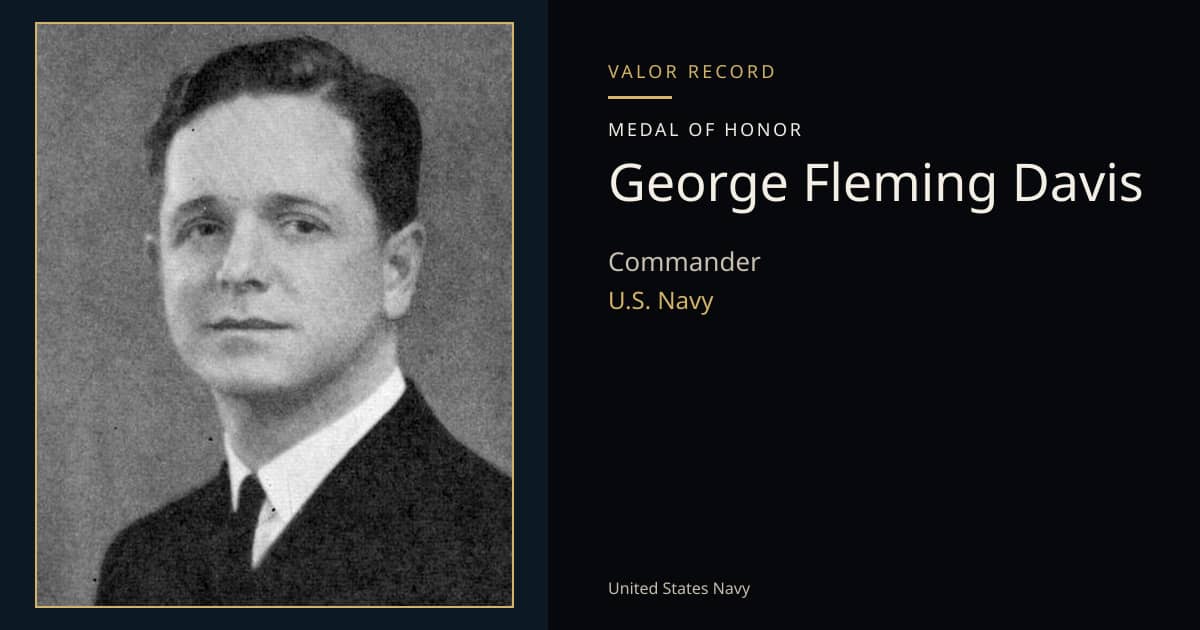 VALOR RECORD
MEDAL OF HONOR
George Fleming Davis
Commander
U.S. Navy
United States Navy